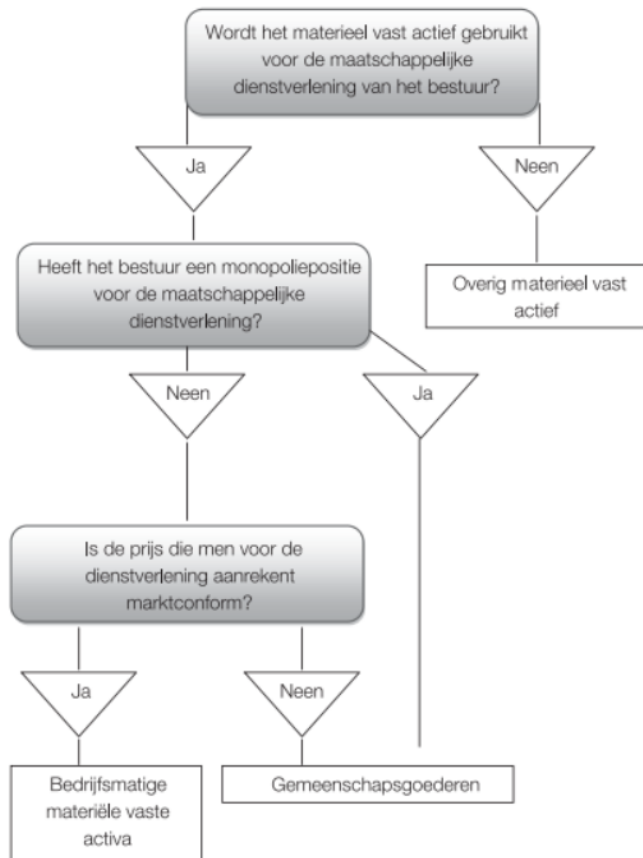 Wordt het materieel vast actief gebruikt
voor de maatschappelijke
dienstverlening van het bestuur?
Ja
Neen
Heeft het bestuur een monopoliepositie
voor de maatschappelijke
dienstverlening?
Overig materieel vast
actief
Neen
Ja
Is de prijs die men voor de
dienstverlening aanrekent
marktconform?
Ja
Neen
Bedrijfsmatige
materiële vaste
activa
Gemeenschapsgoederen